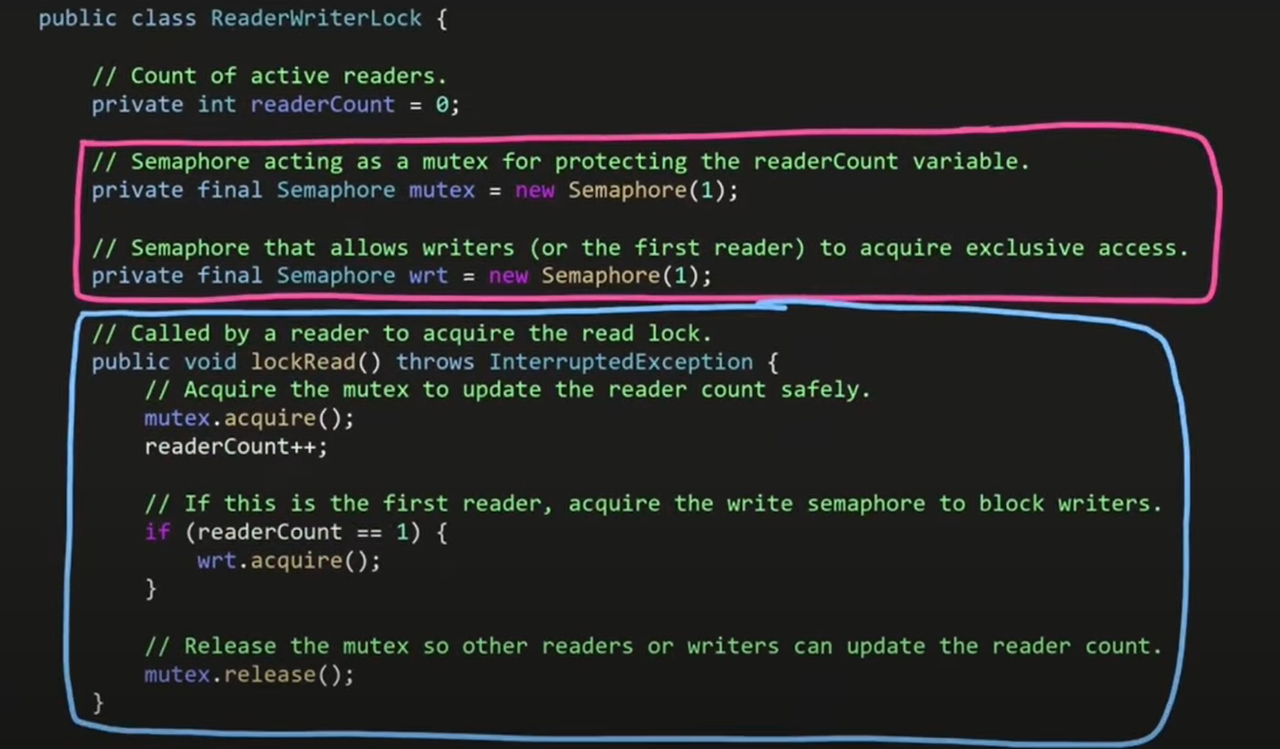 public class ReaderWriterLock {
// Count of active readers.
private int readerCount = 0;
// Semaphore acting as a mutex for protecting the readerCount variable.
private final Semaphore mutex = new Semaphore(1);
// Semaphore that allows writers (or the first reader) to acquire exclusive access.
private final Semaphore wrt = new Semaphore(1);
// Called by a reader to acquire the read lock.
public void lockRead() throws InterruptedException {
// Acquire the mutex to update the reader count safely.
mutex.acquire();
readerCount++;
// If this is the first reader, acquire the write semaphore to block writers.
if (readerCount == 1) {
wrt.acquire();
}
// Release the mutex so other readers or writers can update the reader count.
mutex.release();
}